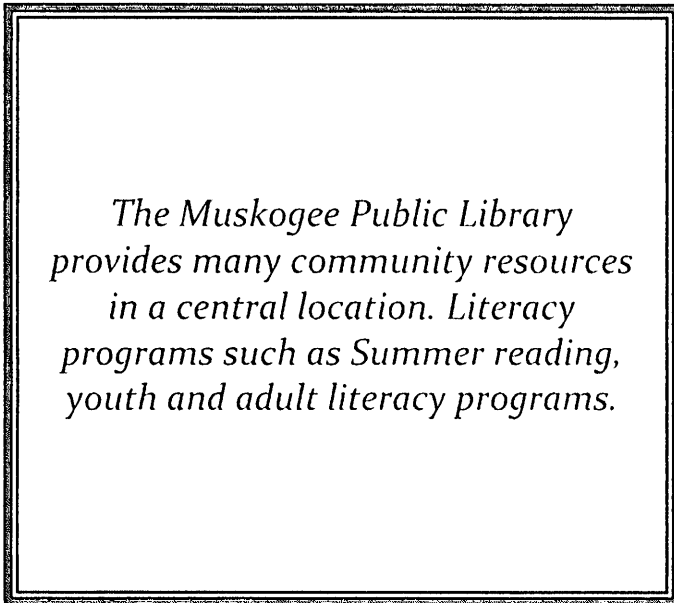 The Muskogee Public Library
provides many community resources
in a central location. Literacy
programs such as Summer reading,
youth and adult literacy programs.